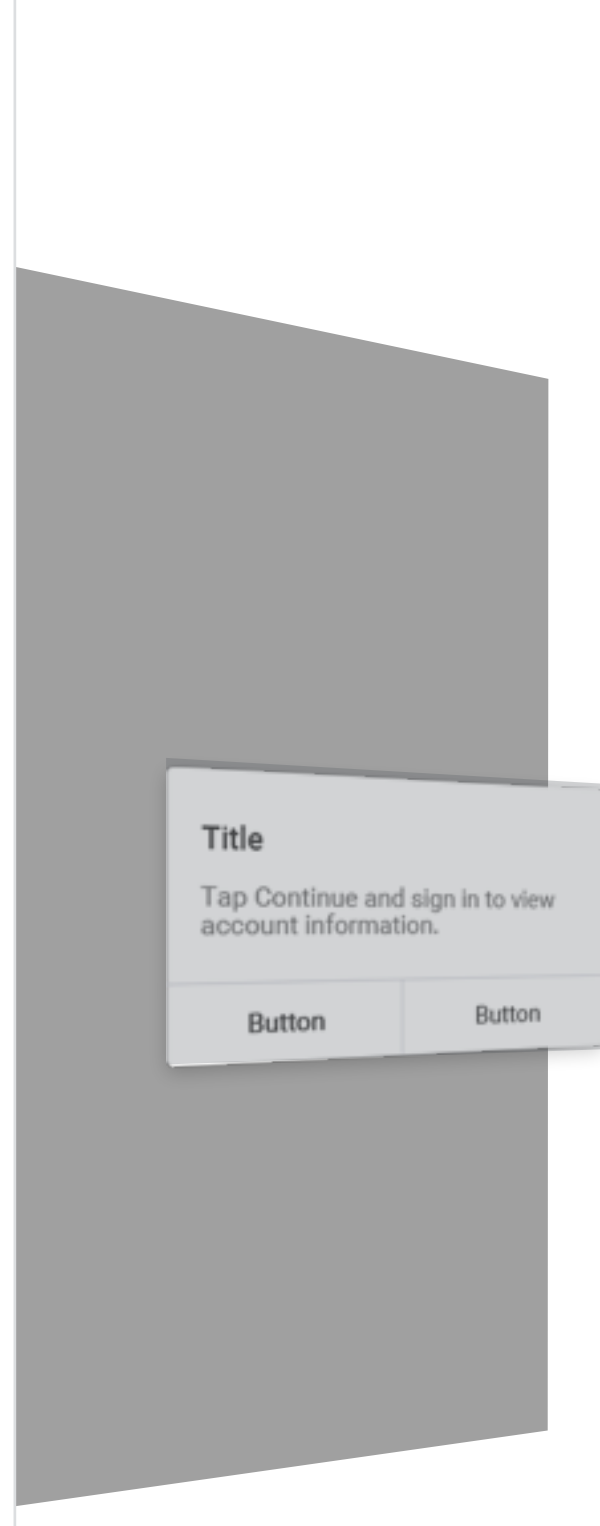 Title
Tap Continue and sign in to view
account information.
Button Button